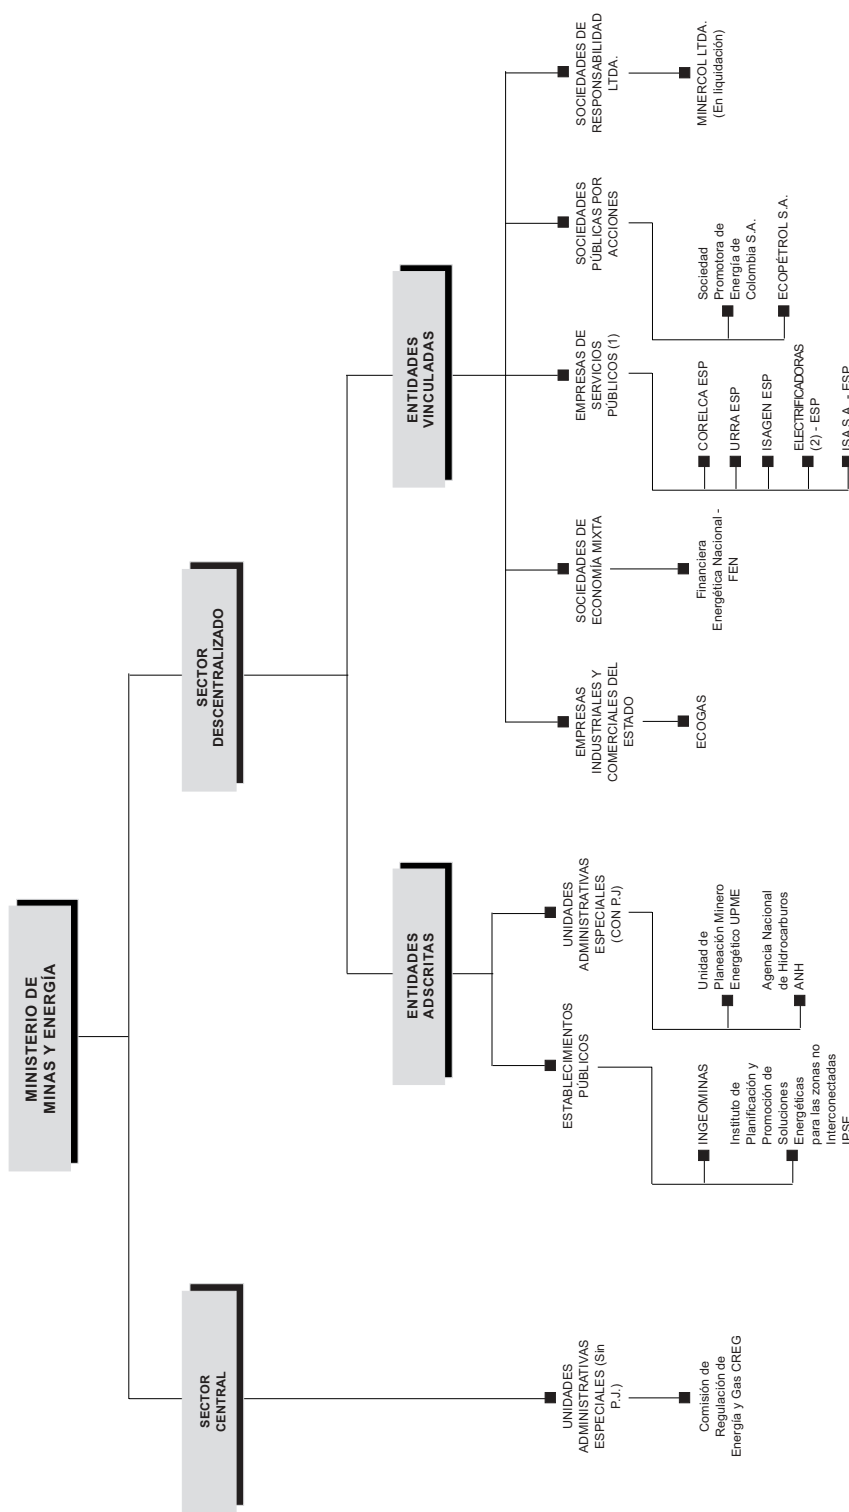 MINISTERIO DE
MINAS Y ENERGÍA
SECTOR
CENTRAL
SECTOR
DESCENTRALIZADO
ENTIDADES
ADSCRITAS
ENTIDADES
VINCULADAS
UNIDADES
ADMINISTRATIVAS
ESPECIALES (Sin
P.J.)
Comisión de
Regulación de
Energía y Gas CREG
ESTABLECIMIENTOS
PÚBLICOS
INGEOMINAS
Instituto de
Planificación y
Promoción de
Soluciones
Energéticas
para las zonas no
Interconectadas
IPSE
UNIDADES
ADMINISTRATIVAS
ESPECIALES
(CON P.J)
Unidad de
Planeación Minero
Energético UPME
Agencia Nacional
de Hidrocarburos
ANH
EMPRESAS
INDUSTRIALES Y
COMERCIALES DEL
ESTADO
ECOGAS
SOCIEDADES DE
ECONOMÍA MIXTA
Financiera
Energética Nacional -
FEN
EMPRESAS DE
SERVICIOS
PÚBLICOS (1)
CORELCA ESP
URRA ESP
ISAGEN ESP
ELECTRIFICADORAS
(2) - ESP
ISA S.A. - ESP
SOCIEDADES
PÚBLICAS POR
ACCIONES
Sociedad
Promotora de
Energía de
Colombia S.A.
ECOPÉTROL S.A.
SOCIEDADES DE
RESPONSABILIDAD
LTDA.
MINERCOL LTDA.
(En liquidación)